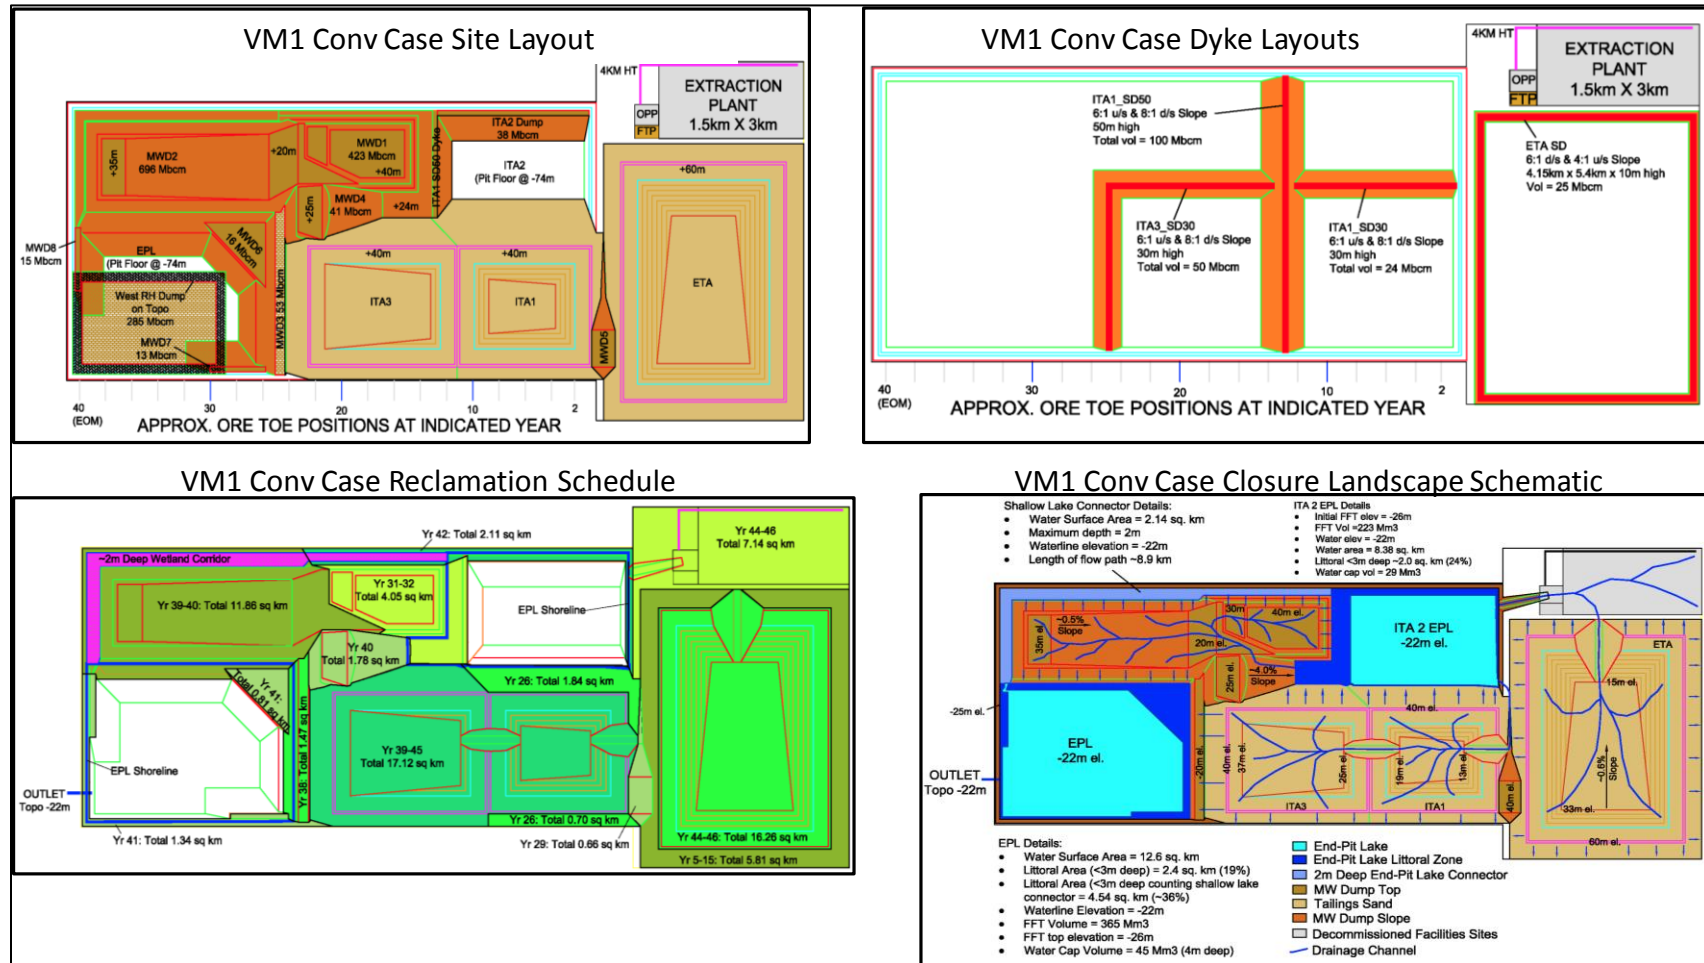 VM1 Conv Case Site Layout
4KM HT
EXTRACTION
PLANT
1.5km X 3km
OPP
FTP
ITA2 Dump
38 Mbcm
MWD1
423 Mbcm
+40m
+20m
MWD2
696 Mbcm
+35m
ITA1 SD50 Dyke
ITA2
(Pit Floor @ -74m)
+60m
MWD4
41 Mbcm
+24m
+25m
MWD8
15 Mbcm
EPL
(Pit Floor @ -74m
MWD6
16 Mbcm
+40m
+40m
West RH Dump
on Topo
285 Mbcm
MWD3 53 Mbcm
ITA3
ITA1
ETA
MWD7
13 Mbcm
MWD5
40
(EOM)
30
20
10
2
APPROX. ORE TOE POSITIONS AT INDICATED YEAR
VM1 Conv Case Dyke Layouts
4KM HT
EXTRACTION
PLANT
1.5km X 3km
OPP
FTP
ITA1_SD50
6:1 u/s & 8:1 d/s Slope
50m high
Total vol = 100 Mbcm
ETA SD
6:1 d/s & 4:1 u/s Slope
4.15km x 5.4km x 10m high
Vol = 25 Mbcm
ITA3_SD30
6:1 u/s & 8:1 d/s Slope
30m high
Total vol = 50 Mbcm
ITA1_SD30
6:1 u/s & 8:1 d/s Slope
30m high
Total vol = 24 Mbcm
40
(EOM)
20
10
2
APPROX. ORE TOE POSITIONS AT INDICATED YEAR
VM1 Conv Case Reclamation Schedule
Yr 42: Total 2.11 sq km
Yr 44-46
Total 7.14 sq km
~2m Deep Wetland Corridor
Yr 31-32
Total 4.05 sq km
Yr 39-40: Total 11.86 sq km
EPL Shoreline
Yr 40
Total 1.78 sq km
Yr 26: Total 1.84 sq km
Yr 41:
Total 0.81 sq km
Yr 38: Total 1.47 sq km
EPL Shoreline
Yr 39-45
Total 17.12 sq km
OUTLET
Topo -22m
Yr 26: Total 0.70 sq km
Yr 44-46: Total 16.26 sq km
Yr 41: Total 1.34 sq km
Yr 29: Total 0.66 sq km
Yr 5-15: Total 5.81 sq km
VM1 Conv Case Closure Landscape Schematic
Shallow Lake Connector Details:
• Water Surface Area = 2.14 sq. km
• Maximum depth = 2m
• Waterline elevation = -22m
• Length of flow path ~8.9 km
ITA 2 EPL Details
• Initial FFT elev = -26m
• FFT Vol =223 Mm3
• Water elev = -22m
• Water area = 8.38 sq. km
• Littoral <3m deep ~2.0 sq. km (24%)
• Water cap vol = 29 Mm3
35m el.
~0.5%
Slope
30m
40m el.
20m el.
ITA 2 EPL
-22m el.
ETA
25m el.
~4.0%
Slope
15m el.
-25m el.
EPL
-22m el.
-20m el.
40m el.
40m el.
37m el.
25m el.
19m el.
13m el.
~0.6%
Slope
OUTLET
Topo -22m
ITA3
ITA1
40m el.
33m el.
60m el.
EPL Details:
• Water Surface Area = 12.6 sq. km
• Littoral Area (<3m deep) = 2.4 sq. km (19%)
• Littoral Area (<3m deep counting shallow lake
connector = 4.54 sq. km (~36%)
• Waterline Elevation = -22m
• FFT Volume = 365 Mm3
• FFT top elevation = -26m
• Water Cap Volume = 45 Mm3 (4m deep)
End-Pit Lake
End-Pit Lake Littoral Zone
2m Deep End-Pit Lake Connector
MW Dump Top
Tailings Sand
MW Dump Slope
Decommissioned Facilities Sites
Drainage Channel